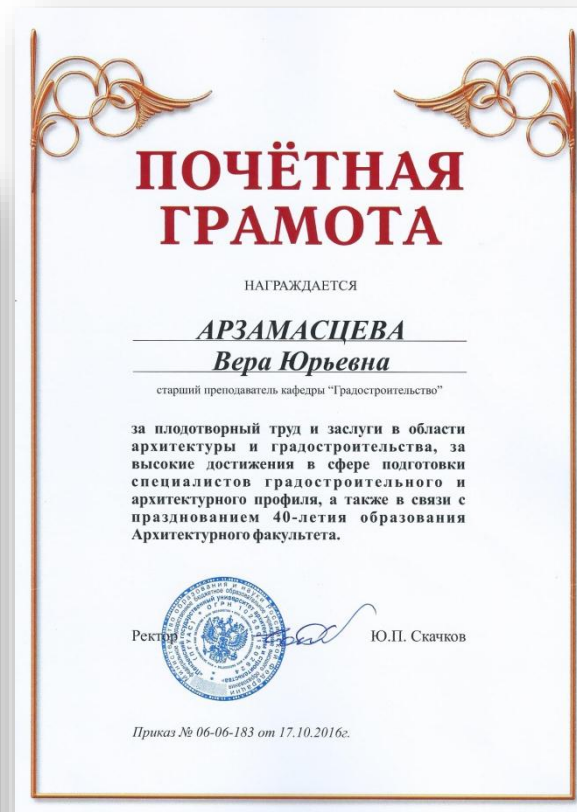 ПОЧЁТНАЯ
ГРАМОТА
НАГРАЖДАЕТСЯ
АРЗАМАСЦЕВА
Вера Юрьевна
старший преподаватель кафедры “Градостроительство”
за плодотворный труд и заслуги в области
архитектуры и градостроительства, за
высокие достижения в сфере подготовки
специалистов градостроительного и
архитектурного профиля, а также в связи с
празднованием 40-летия образования
Архитектурного факультета.
Ректор
Ю.П. Скачков
Приказ № 06-06-183 от 17.10.2016г.